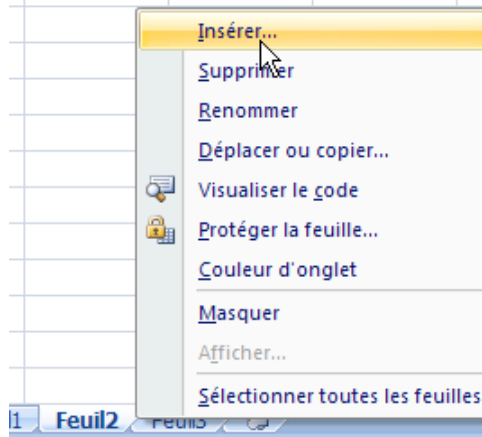 Insérer...
Supprimer
Renommer
Déplacer ou copier...
Visualiser le code
Protéger la feuille...
Couleur d'onglet
Masquer
Afficher...
Sélectionner toutes les feuilles
Feuil2 Feuil3